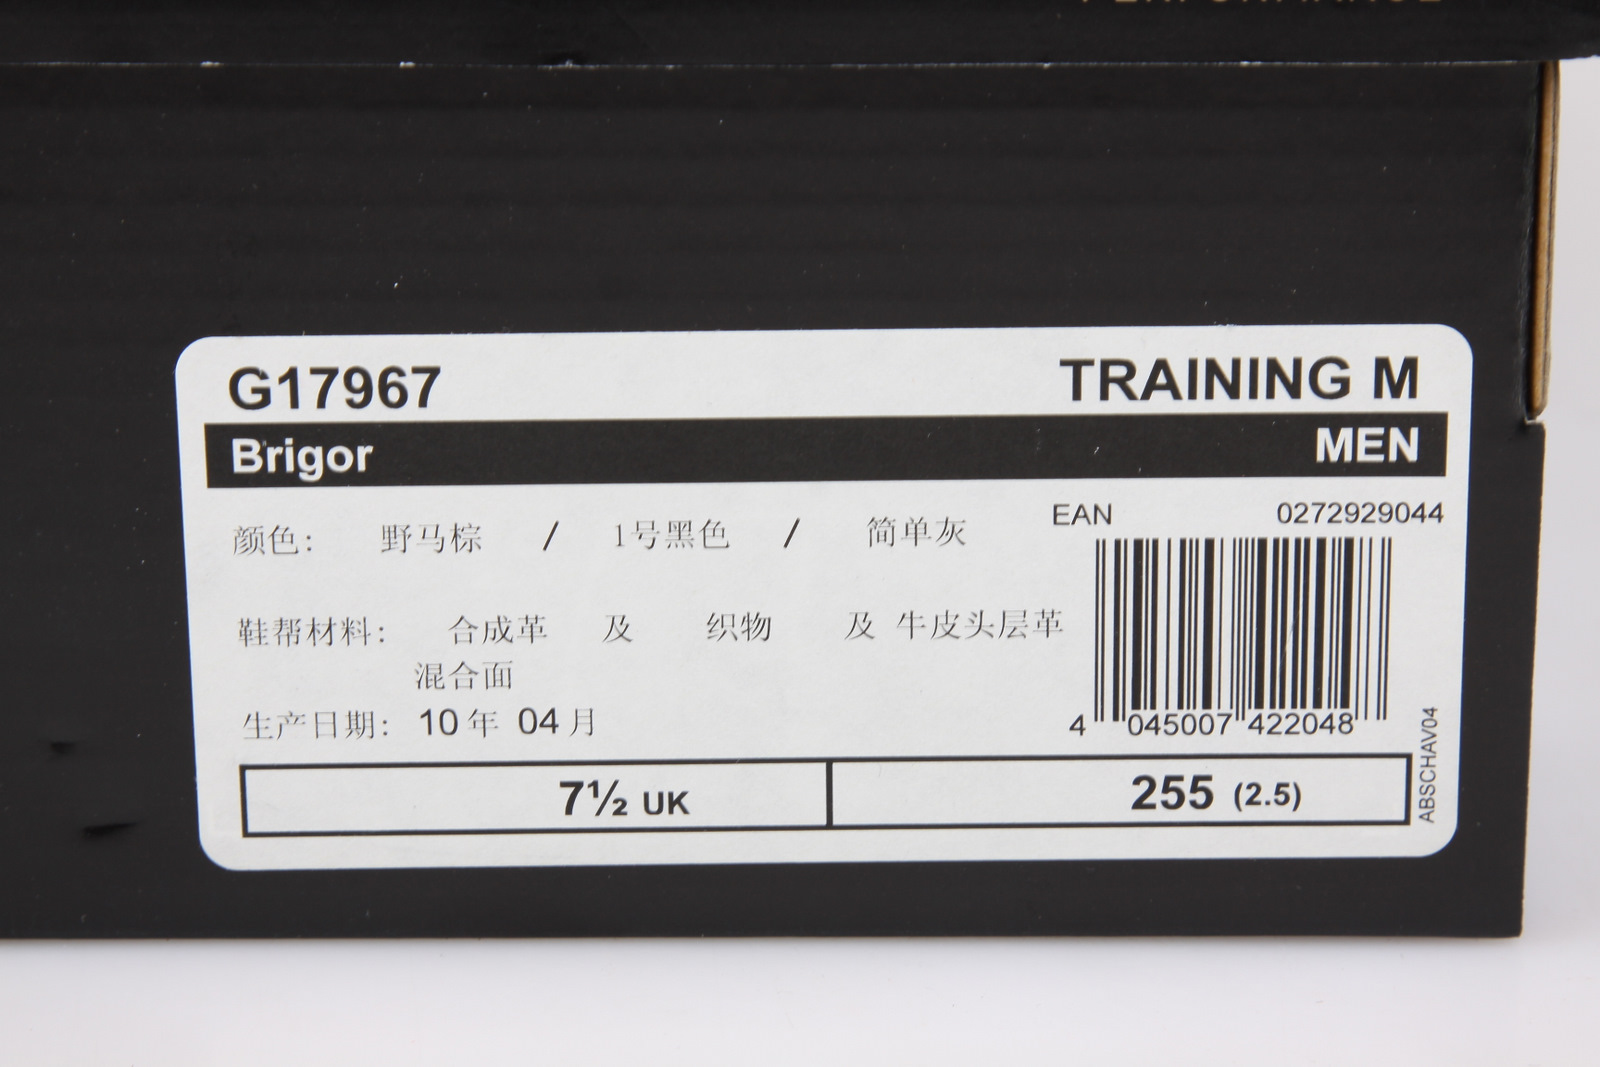 PERFORMANCE
G17967 TRAINING M
Brigor MEN
颜色: 野马棕 / 1号黑色 / 简单灰
EAN 0272929044
鞋帮材料: 合成革 及 织物 及 牛皮头层革
混合面
生产日期: 10年 04月
4 045007 422048
7½ UK 255 (2.5)
ABSCHAV04